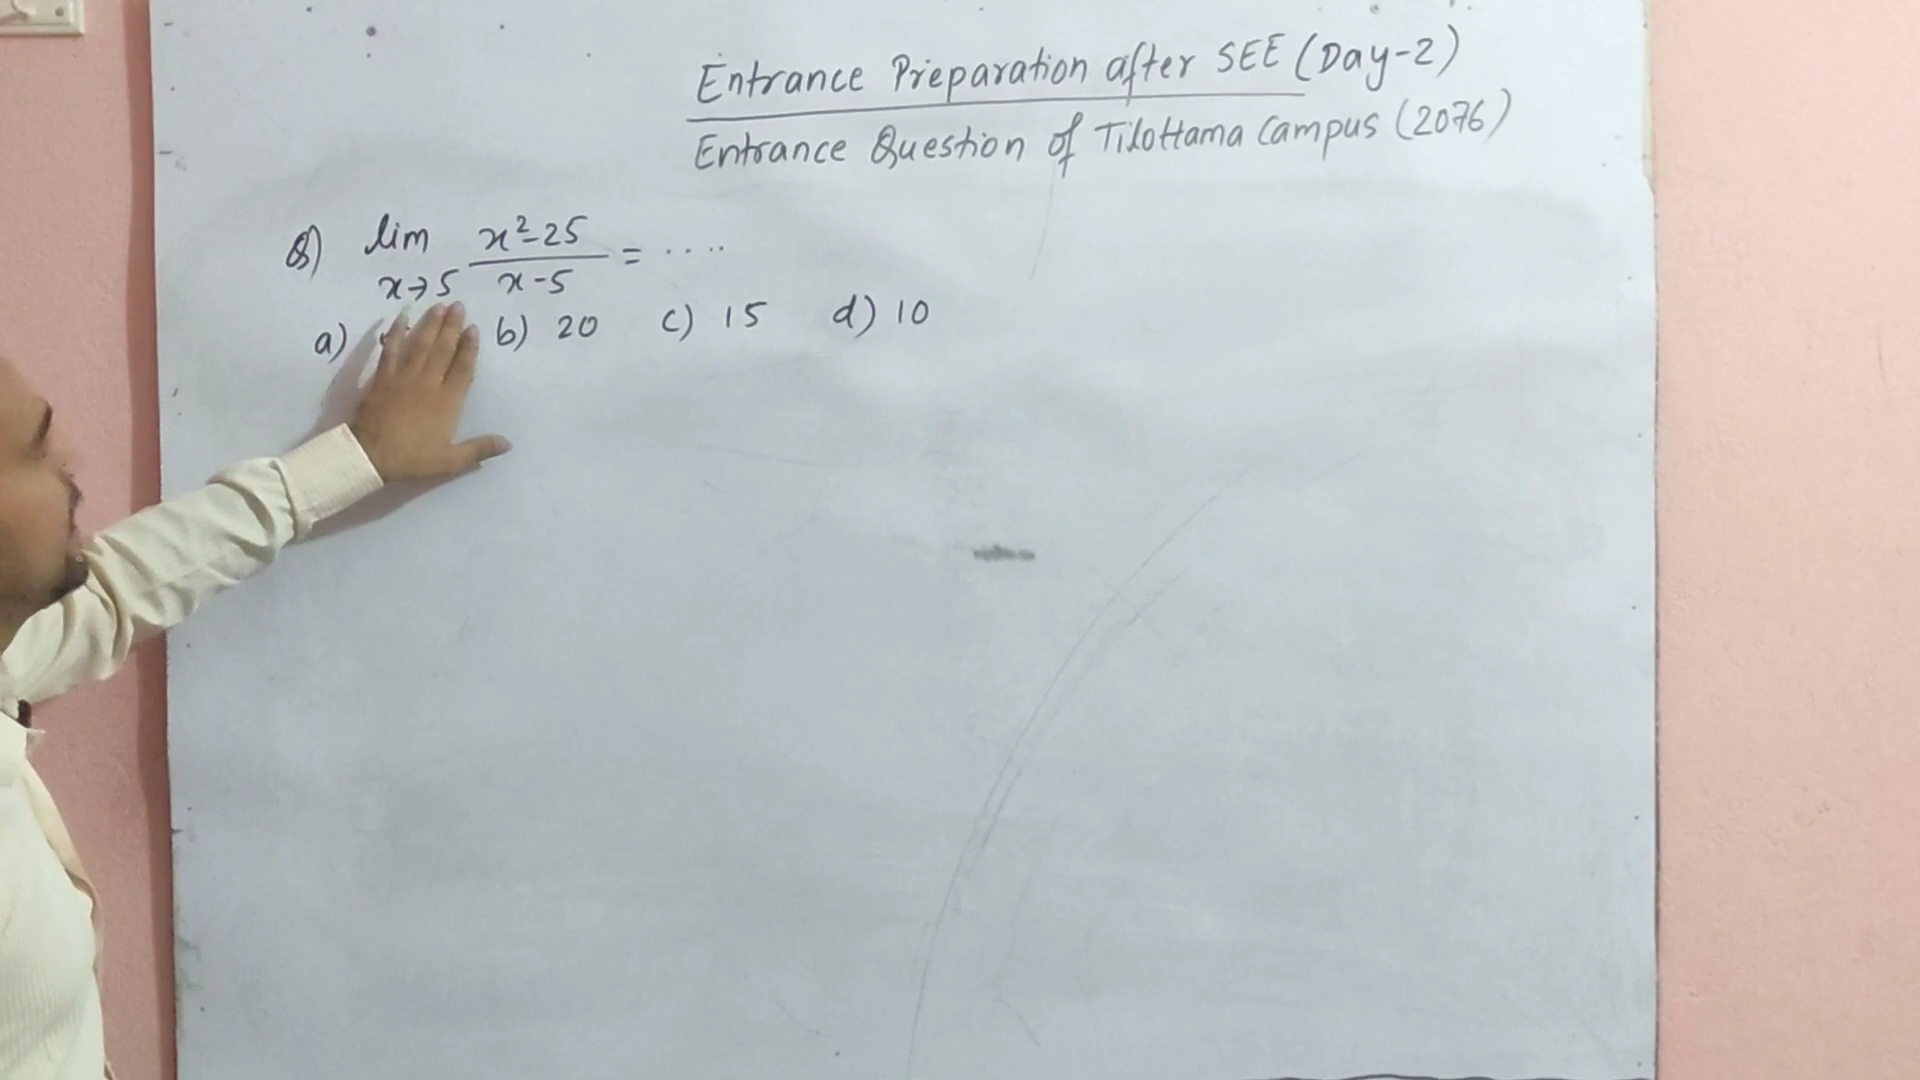 Entrance Preparation after SEE (Day-2)
Entrance Question of Tilottama Campus (2076)
Q) lim x→5 x²-25 / x-5 = ....
a) b) 20 c) 15 d) 10